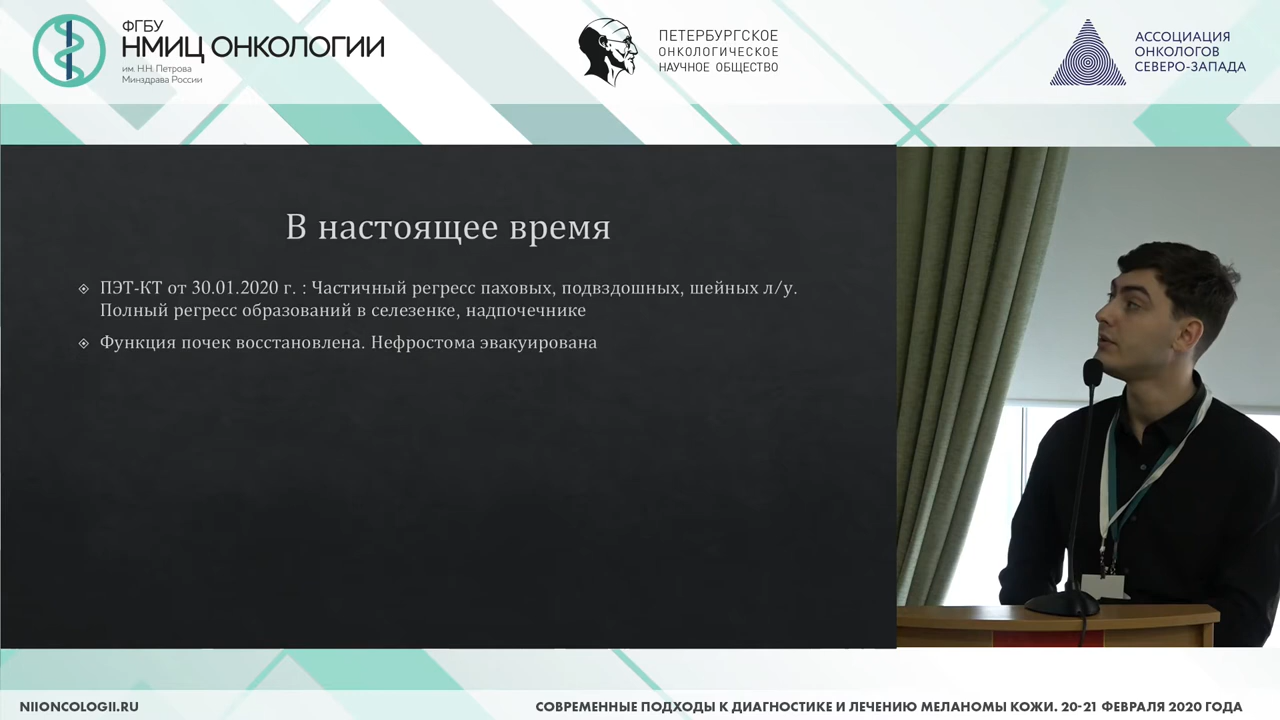 ФГБУ
НМИЦ ОНКОЛОГИИ
им. Н.Н. Петрова
Минздрава России
ПЕТЕРБУРГСКОЕ
ОНКОЛОГИЧЕСКОЕ
НАУЧНОЕ ОБЩЕСТВО
АССОЦИАЦИЯ
ОНКОЛОГОВ
СЕВЕРО-ЗАПАДА
В настоящее время
ПЭТ-КТ от 30.01.2020 г. : Частичный регресс паховых, подвздошных, шейных л/у.
Полный регресс образований в селезенке, надпочечнике
Функция почек восстановлена. Нефростома эвакуирована
NIIONCOLOGII.RU
СОВРЕМЕННЫЕ ПОДХОДЫ К ДИАГНОСТИКЕ И ЛЕЧЕНИЮ МЕЛАНОМЫ КОЖИ. 20-21 ФЕВРАЛЯ 2020 ГОДА